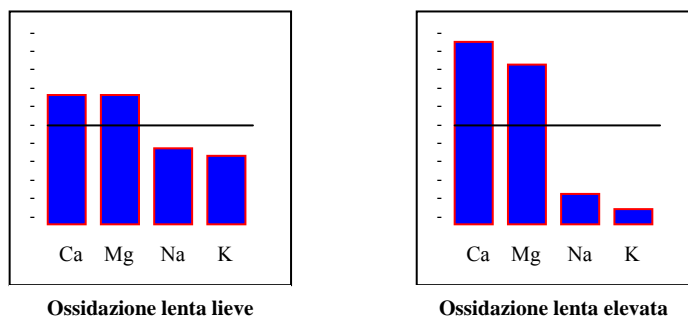 Ca Mg Na K
Ossidazione lenta lieve
Ca Mg Na K
Ossidazione lenta elevata